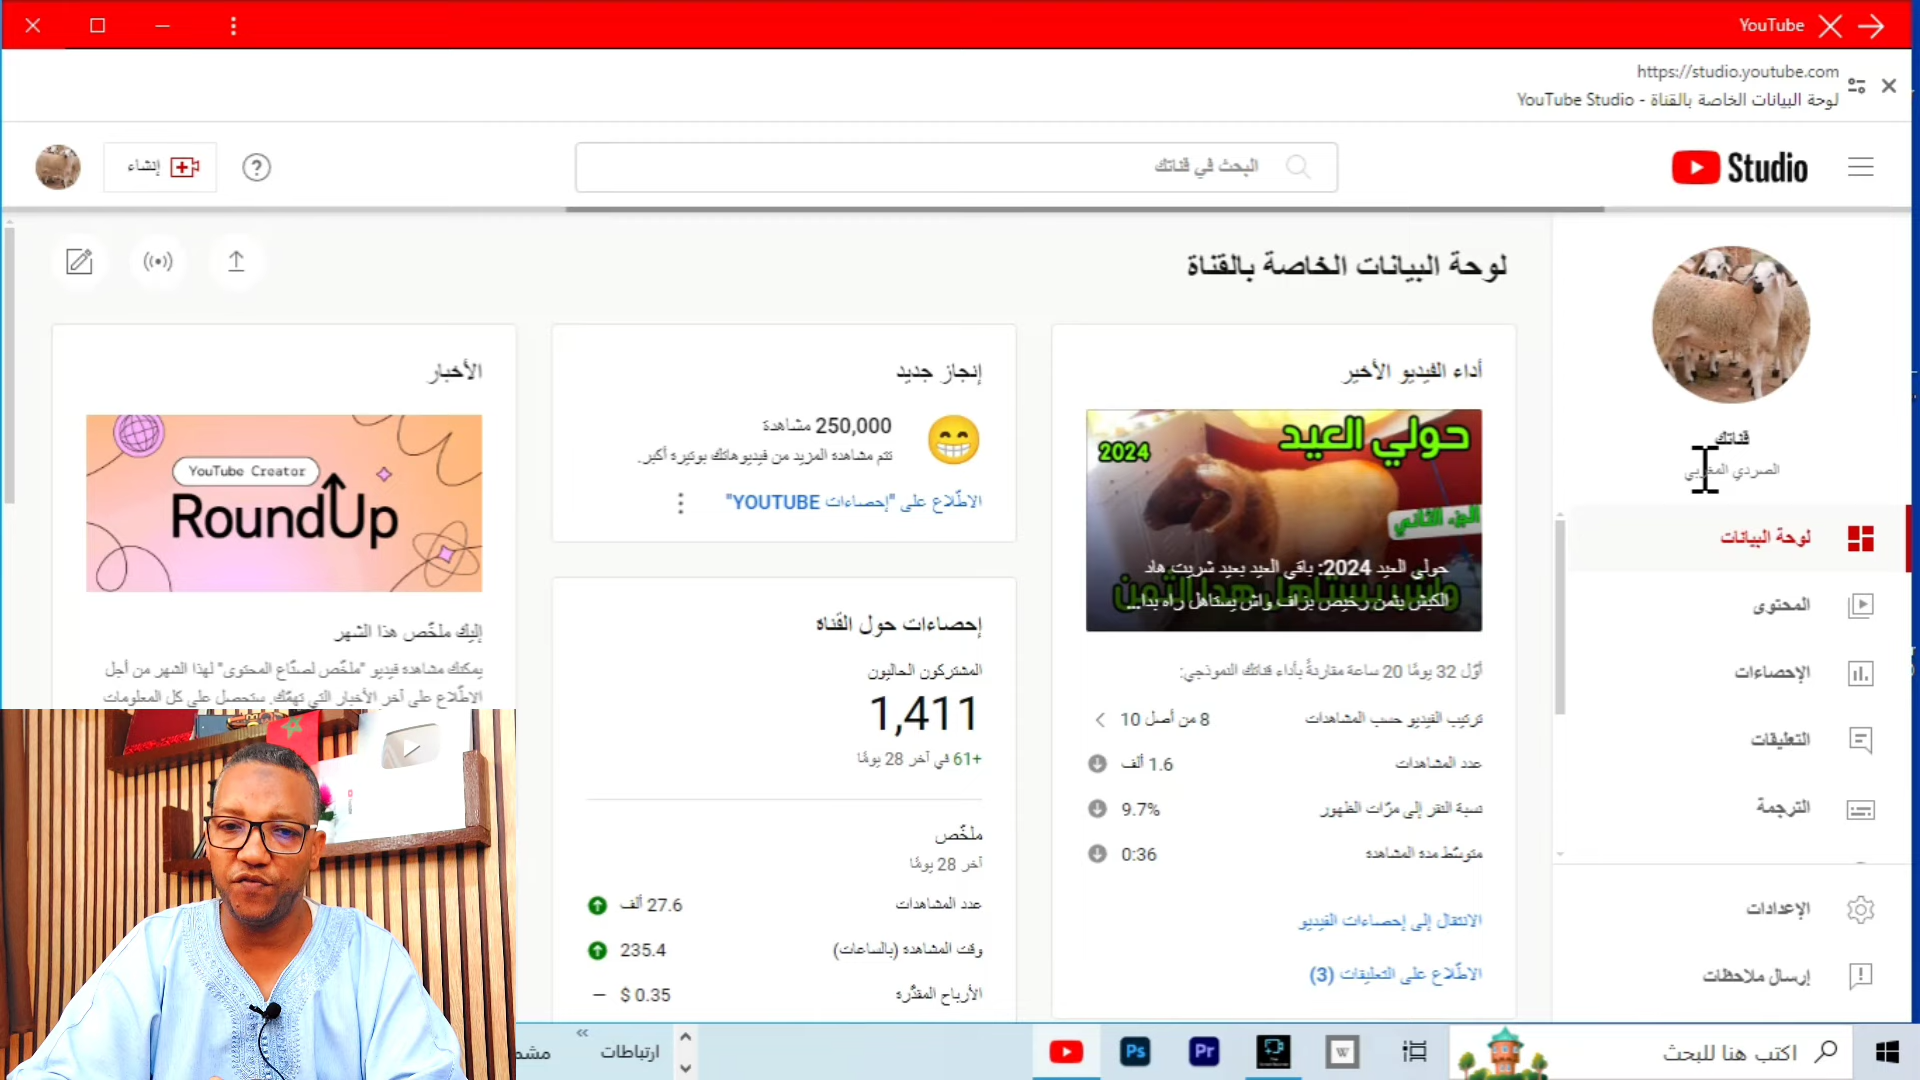 YouTube
https://studio.youtube.com
لوحة البيانات الخاصة بالقناة - YouTube Studio
Studio
البحث في قناتك
إنشاء
لوحة البيانات الخاصة بالقناة
قناتك
الصردي المغربي
لوحة البيانات
المحتوى
الإحصاءات
التعليقات
الترجمة
الإعدادات
إرسال ملاحظات
أداء الفيديو الأخير
حولي العيد
2024
الجزء الثاني
حولي العيد 2024: باقي العيد بعيد شريت هاد
الكبش بثمن رخيص بزاف واش يستاهل راه بدا...
أوّل 32 يومًا 20 ساعة مقارنةً بأداء قناتك النموذجي:
ترتيب الفيديو حسب المشاهدات 8 من أصل 10
عدد المشاهدات 1.6 ألف
نسبة النقر إلى مرّات الظهور 9.7%
متوسّط مدة المشاهدة 0:36
الانتقال إلى إحصاءات الفيديو
الاطّلاع على التعليقات (3)
إنجاز جديد
250,000 مشاهدة
تتم مشاهدة المزيد من فيديوهاتك بوتيرة أكبر.
الاطّلاع على "إحصاءات YOUTUBE"
إحصاءات حول القناة
المشتركون الحاليون
1,411
+61 في آخر 28 يومًا
ملخّص
آخر 28 يومًا
عدد المشاهدات 27.6 ألف
وقت المشاهدة (بالساعات) 235.4
الأرباح المقدَّرة $ 0.35 —
الأخبار
YouTube Creator
RoundUp
إليك ملخّص هذا الشهر
يمكنك مشاهدة فيديو "ملخّص لصنّاع المحتوى" لهذا الشهر من أجل
الاطّلاع على آخر الأخبار التي تهمّك. ستحصل على كل المعلومات
اكتب هنا للبحث
W
Pr
Ps
ارتباطات